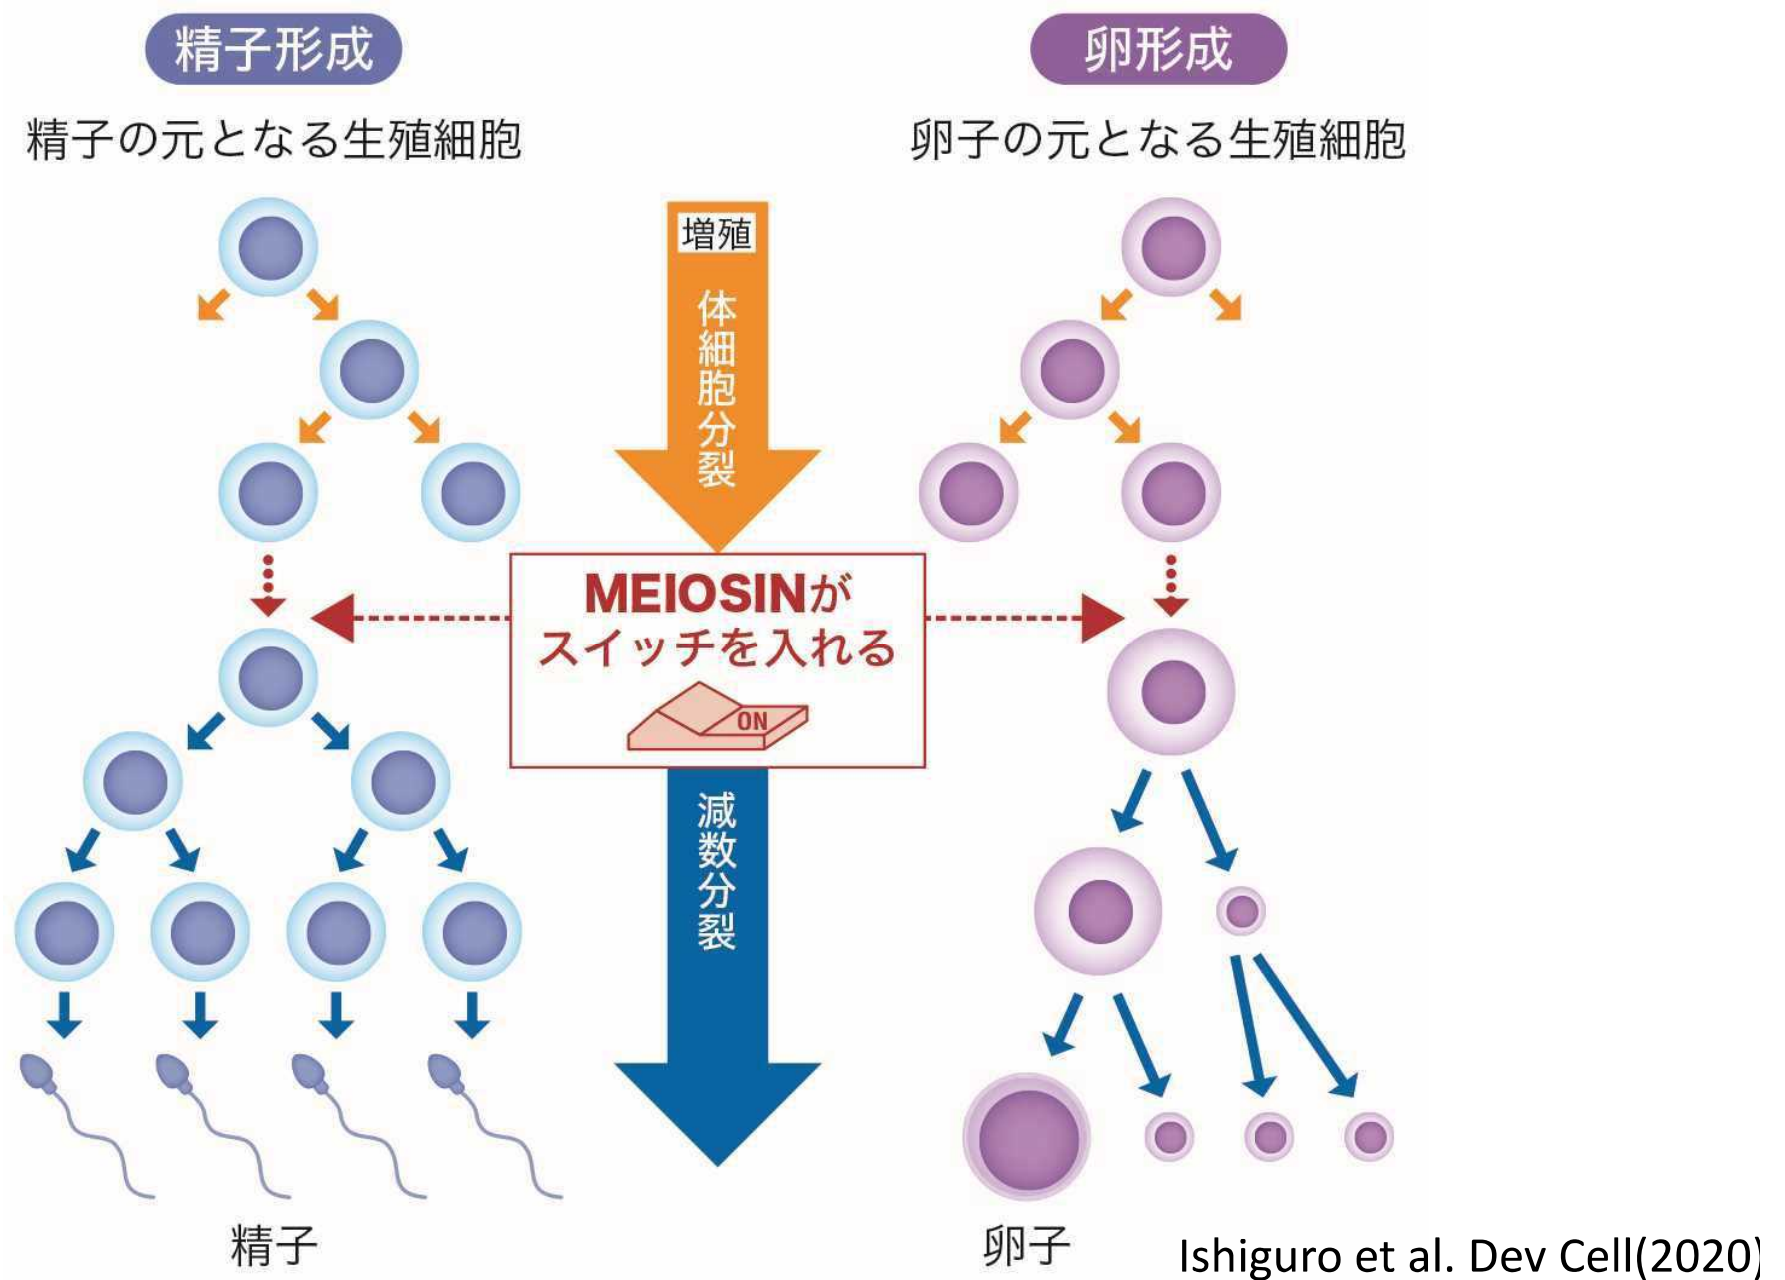 精子形成
卵形成
精子の元となる生殖細胞
卵子の元となる生殖細胞
増殖
体細胞分裂
MEIOSINが
スイッチを入れる
ON
減数分裂
精子
卵子
Ishiguro et al. Dev Cell(2020)